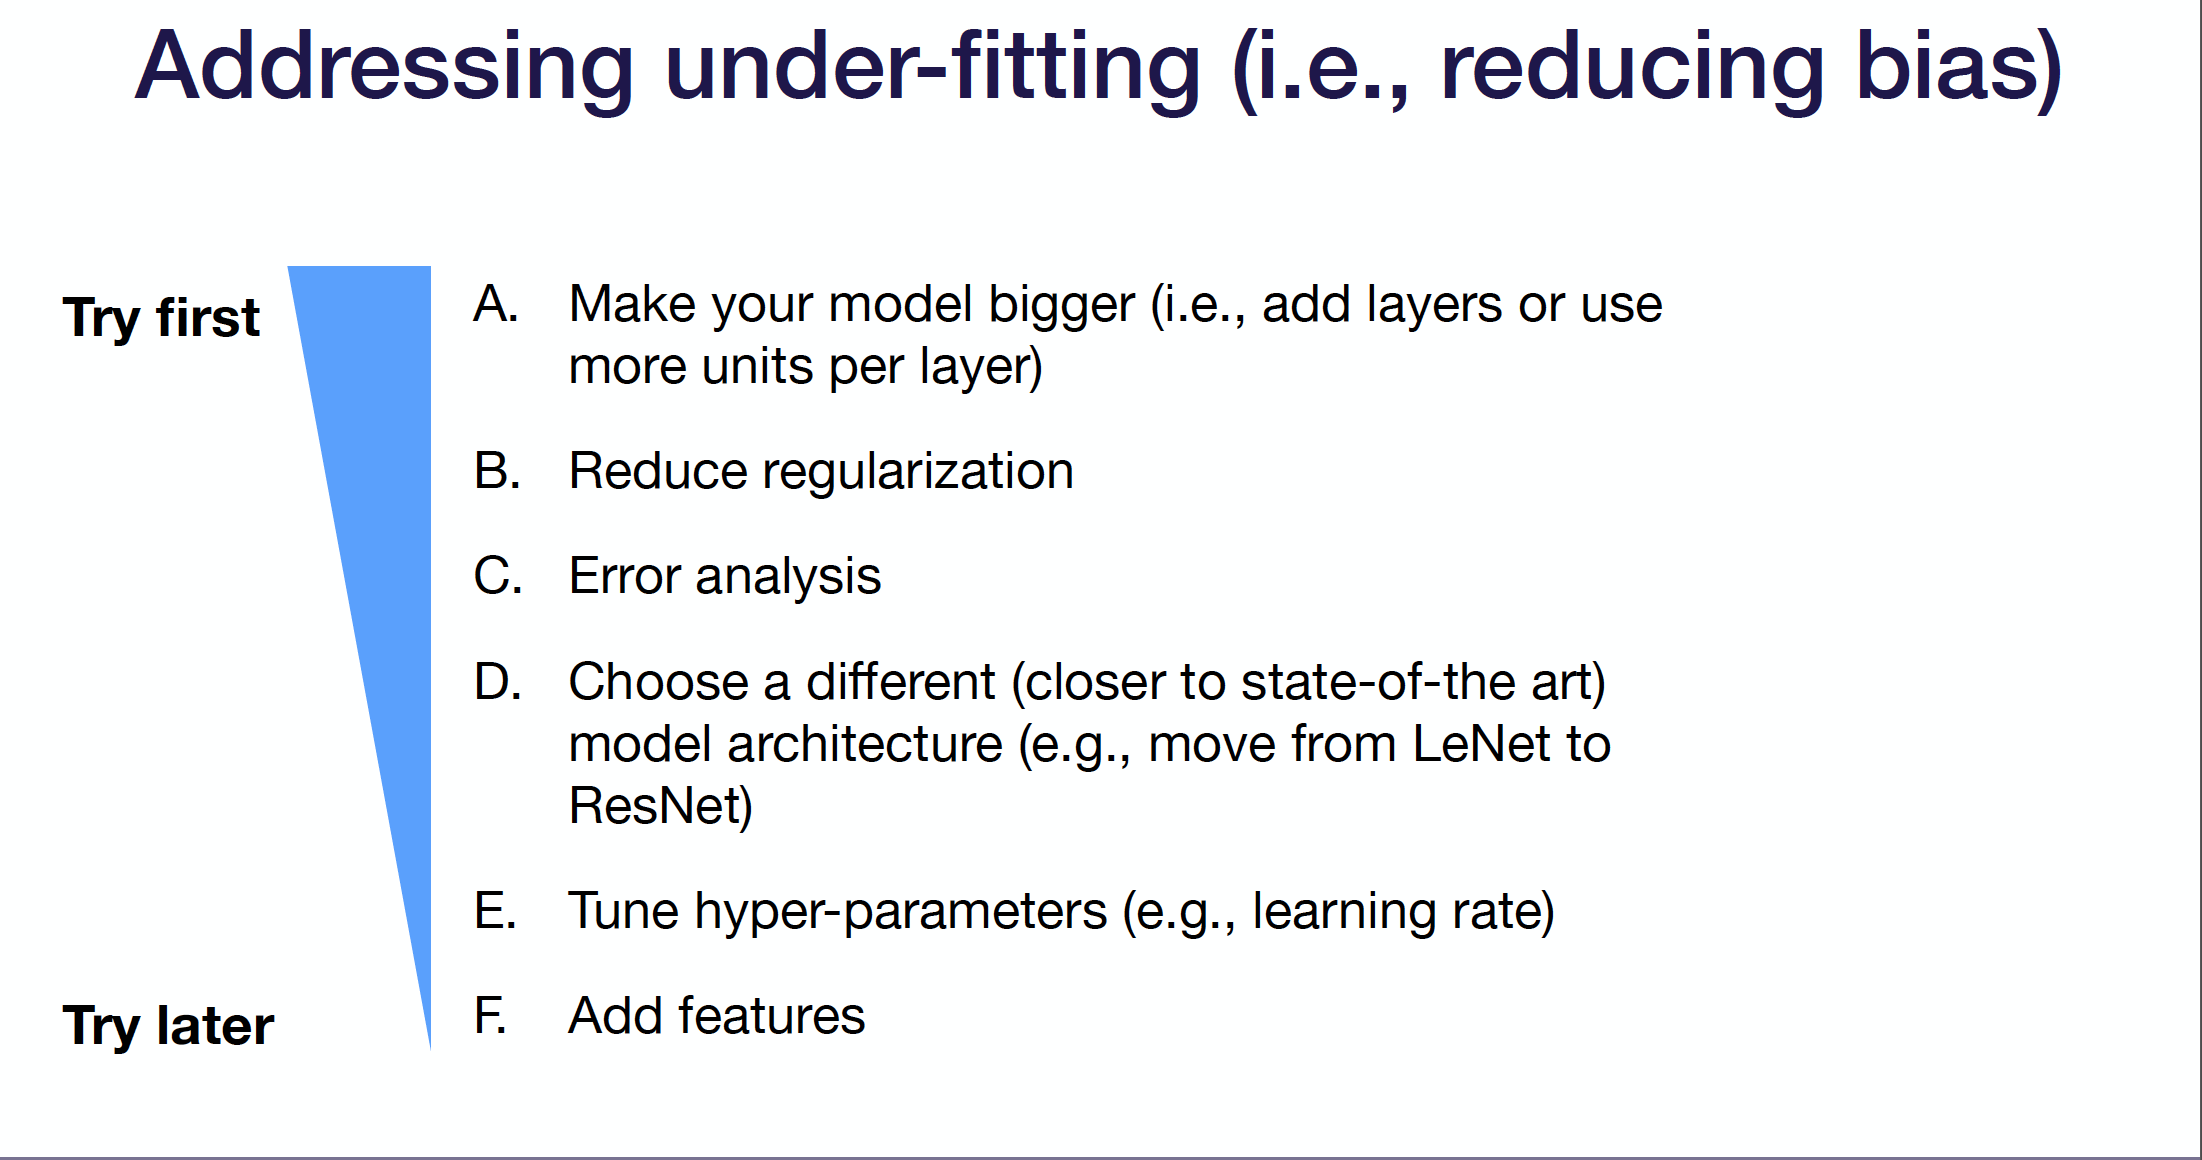 Addressing under-fitting (i.e., reducing bias)
Try first
A. Make your model bigger (i.e., add layers or use
more units per layer)
B. Reduce regularization
C. Error analysis
D. Choose a different (closer to state-of-the art)
model architecture (e.g., move from LeNet to
ResNet)
E. Tune hyper-parameters (e.g., learning rate)
Try later
F. Add features